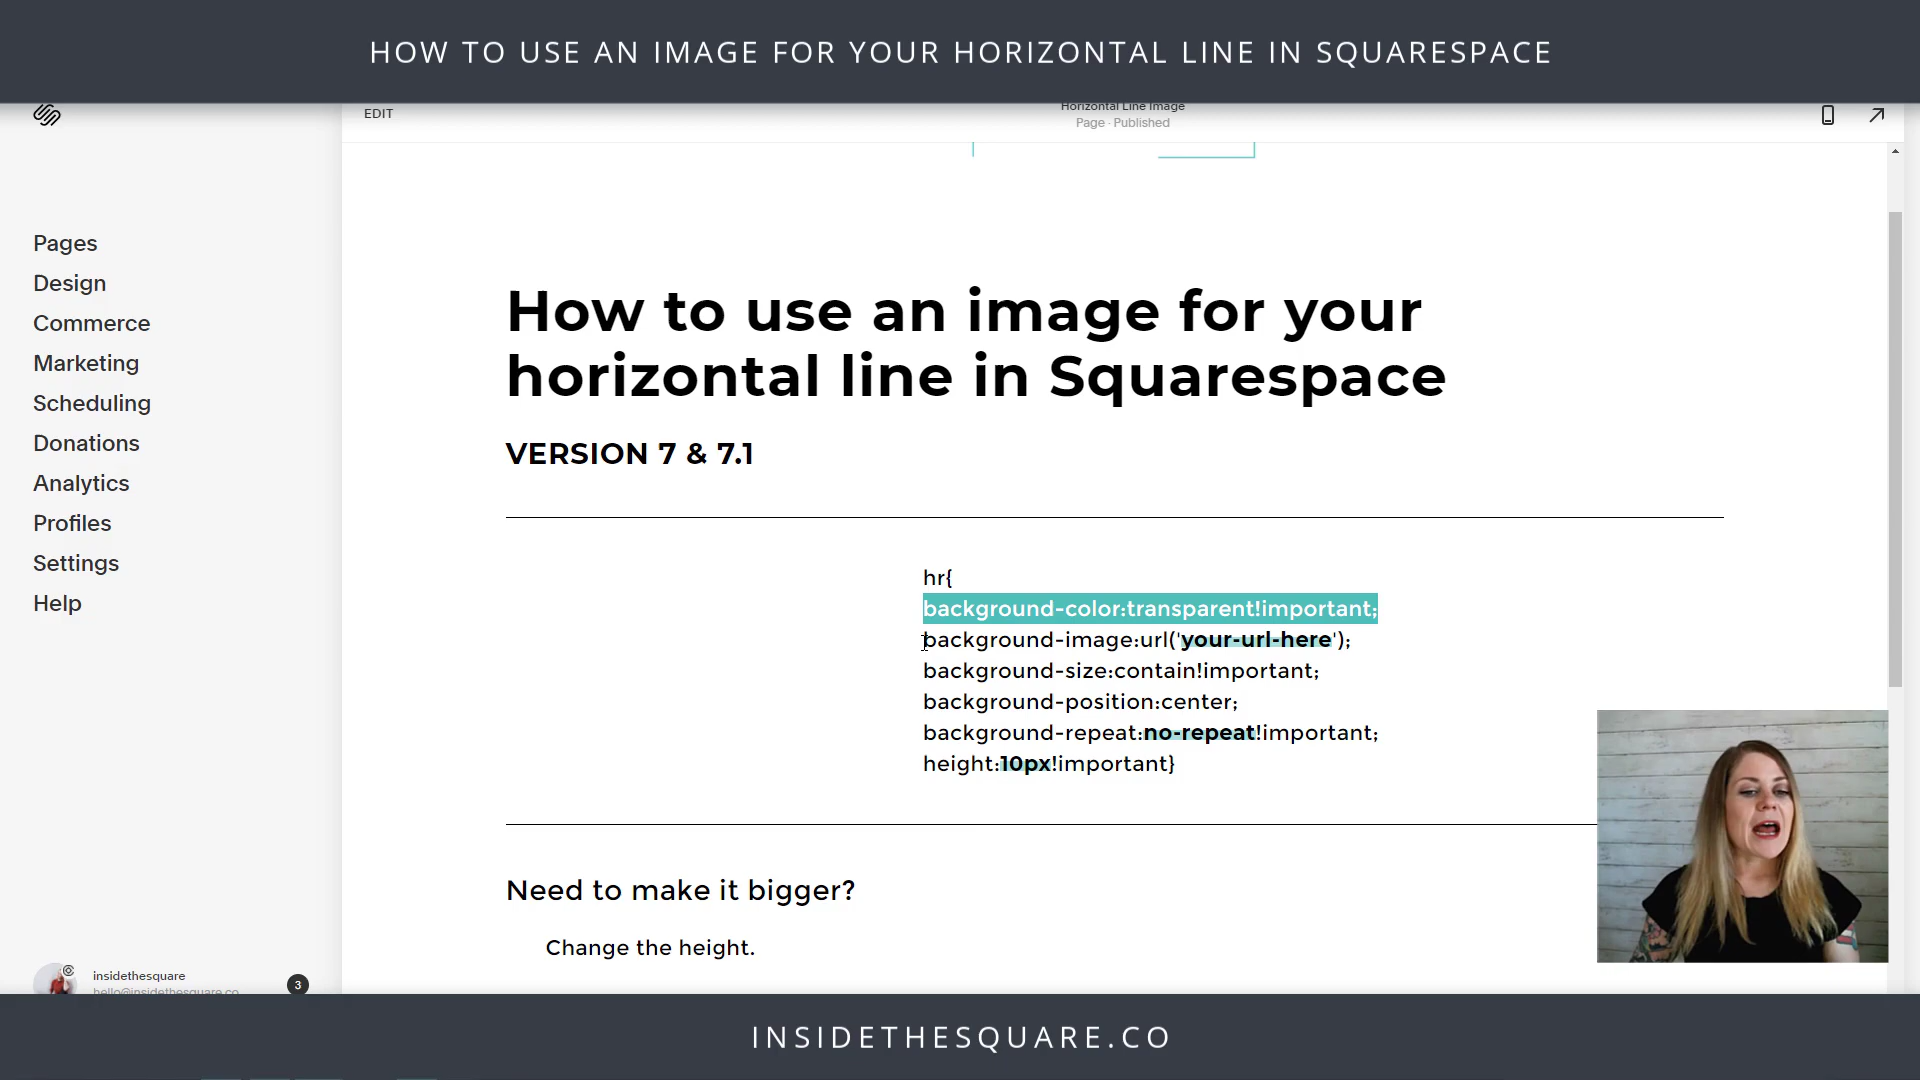 HOW TO USE AN IMAGE FOR YOUR HORIZONTAL LINE IN SQUARESPACE
EDIT
Horizontal Line Image
Page · Published
Pages
Design
Commerce
Marketing
Scheduling
Donations
Analytics
Profiles
Settings
Help
How to use an image for your
horizontal line in Squarespace
VERSION 7 & 7.1
hr{
background-color:transparent!important;
background-image:url('your-url-here');
background-size:contain!important;
background-position:center;
background-repeat:no-repeat!important;
height:10px!important}
Need to make it bigger?
Change the height.
insidethesquare
hello@insidethesquare.co
3
INSIDETHESQUARE.CO